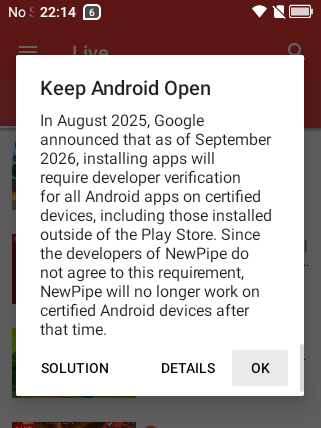 No S 22:14 6
Live
Keep Android Open
In August 2025, Google
announced that as of September
2026, installing apps will
require developer verification
for all Android apps on certified
devices, including those installed
outside of the Play Store. Since
the developers of NewPipe do
not agree to this requirement,
NewPipe will no longer work on
certified Android devices after
that time.
SOLUTION DETAILS OK